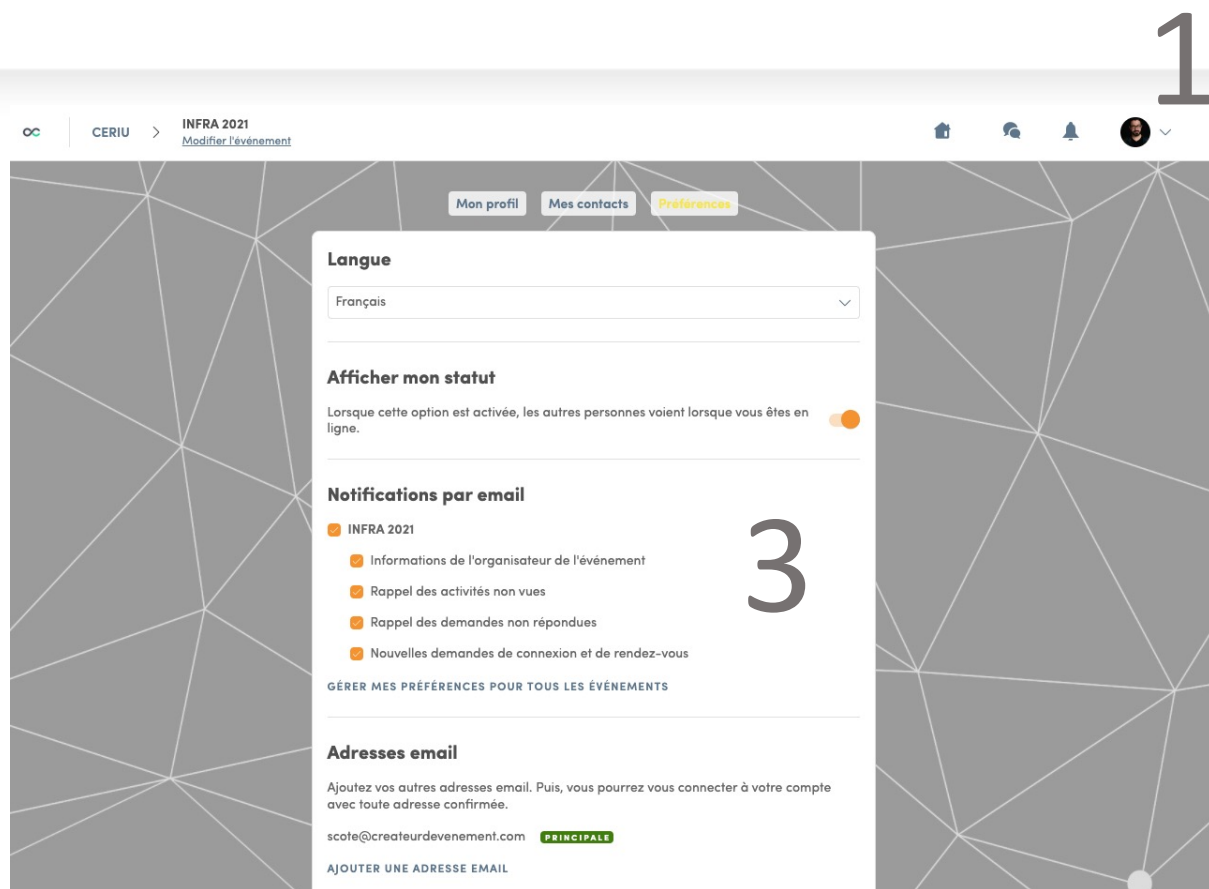 1
CERIU > INFRA 2021
Modifier l'événement
Mon profil Mes contacts Préférences
Langue
Français
Afficher mon statut
Lorsque cette option est activée, les autres personnes voient lorsque vous êtes en
ligne.
Notifications par email
INFRA 2021
3
Informations de l'organisateur de l'événement
Rappel des activités non vues
Rappel des demandes non répondues
Nouvelles demandes de connexion et de rendez-vous
GÉRER MES PRÉFÉRENCES POUR TOUS LES ÉVÉNEMENTS
Adresses email
Ajoutez vos autres adresses email. Puis, vous pourrez vous connecter à votre compte
avec toute adresse confirmée.
scote@createurdevenement.com PRINCIPALE
AJOUTER UNE ADRESSE EMAIL